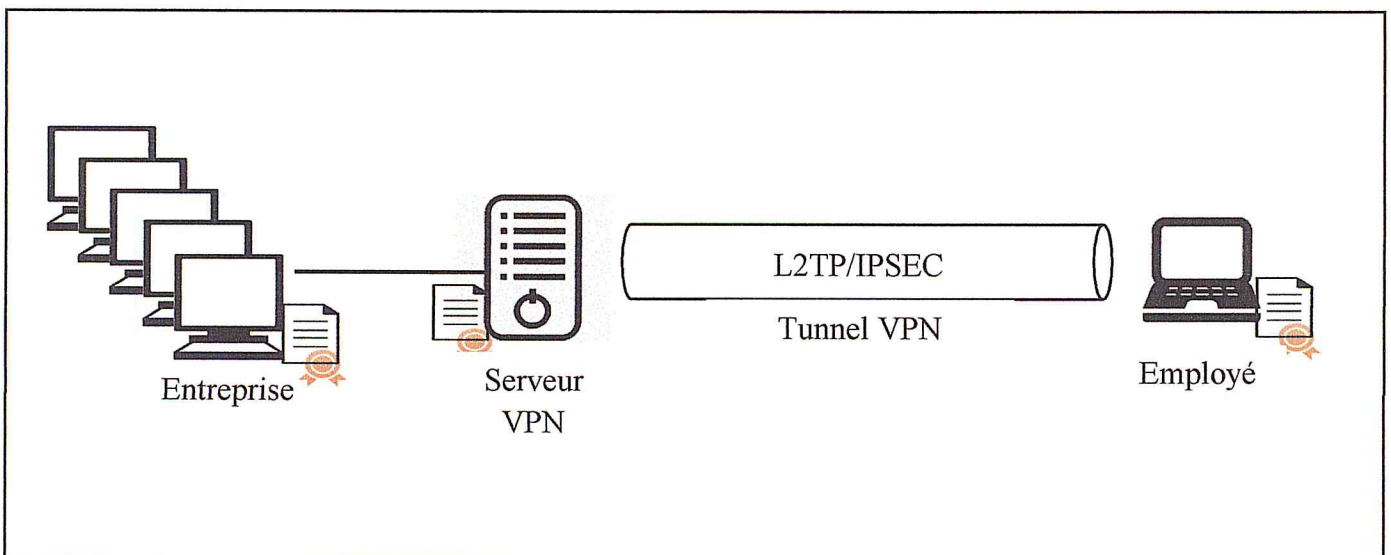 L2TP/IPSEC
Tunnel VPN
Entreprise
Serveur
VPN
Employé